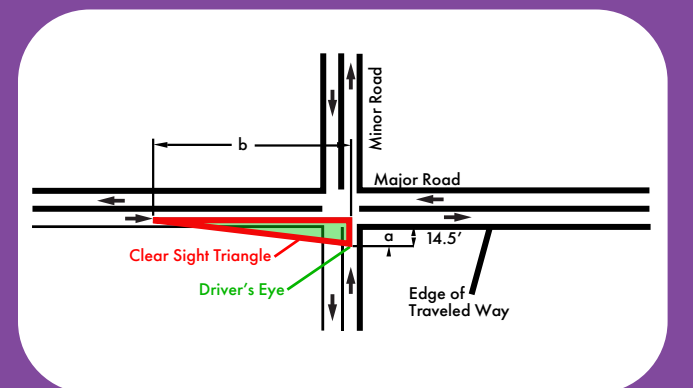 Minor Road
b
Major Road
a
14.5’
Clear Sight Triangle
Driver’s Eye
Edge of
Traveled Way